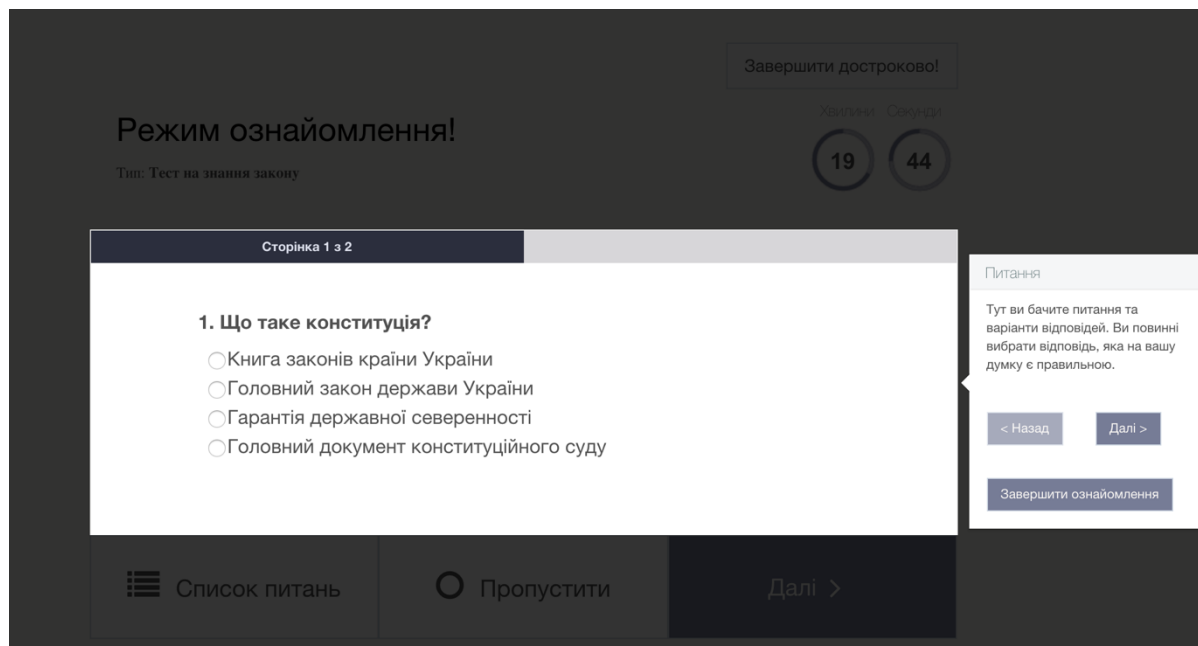 Завершити достроково!
Режим ознайомлення!
Хвилини Секунди
19 44
Тип: Тест на знання закону
Сторінка 1 з 2
1. Що таке конституція?
Книга законів країни України
Головний закон держави України
Гарантія державної северенності
Головний документ конституційного суду
Питання
Тут ви бачите питання та
варіанти відповідей. Ви повинні
вибрати відповідь, яка на вашу
думку є правильною.
< Назад Далі >
Завершити ознайомлення
Список питань Пропустити Далі >